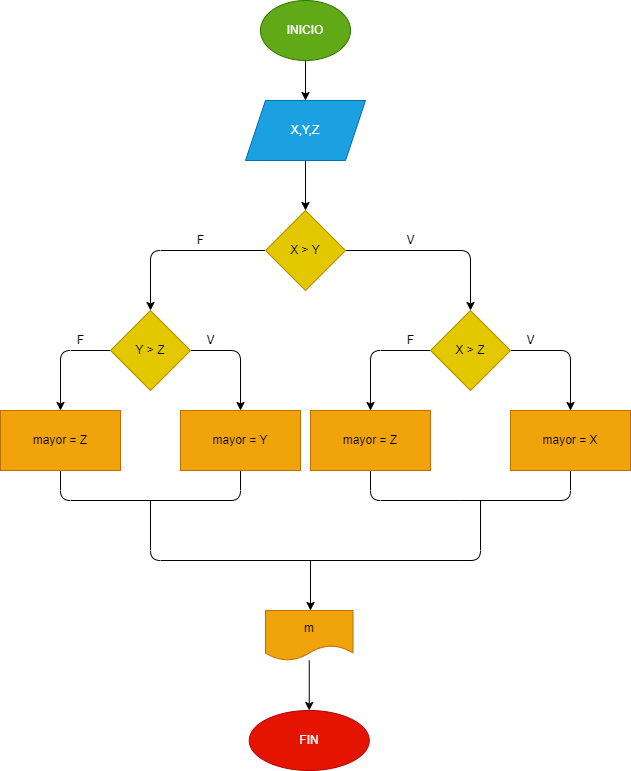 INICIO
X,Y,Z
X > Y
F
V
Y > Z
F
V
X > Z
F
V
mayor = Z
mayor = Y
mayor = Z
mayor = X
m
FIN